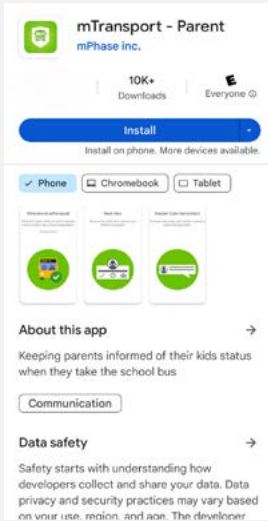 mTransport - Parent
mPhase inc.
10K+
Downloads
E
Everyone
Install
Install on phone. More devices available.
Phone
Chromebook
Tablet
About this app
Keeping parents informed of their kids status
when they take the school bus
Communication
Data safety
Safety starts with understanding how
developers collect and share your data. Data
privacy and security practices may vary based
on your use, region, and age. The developer